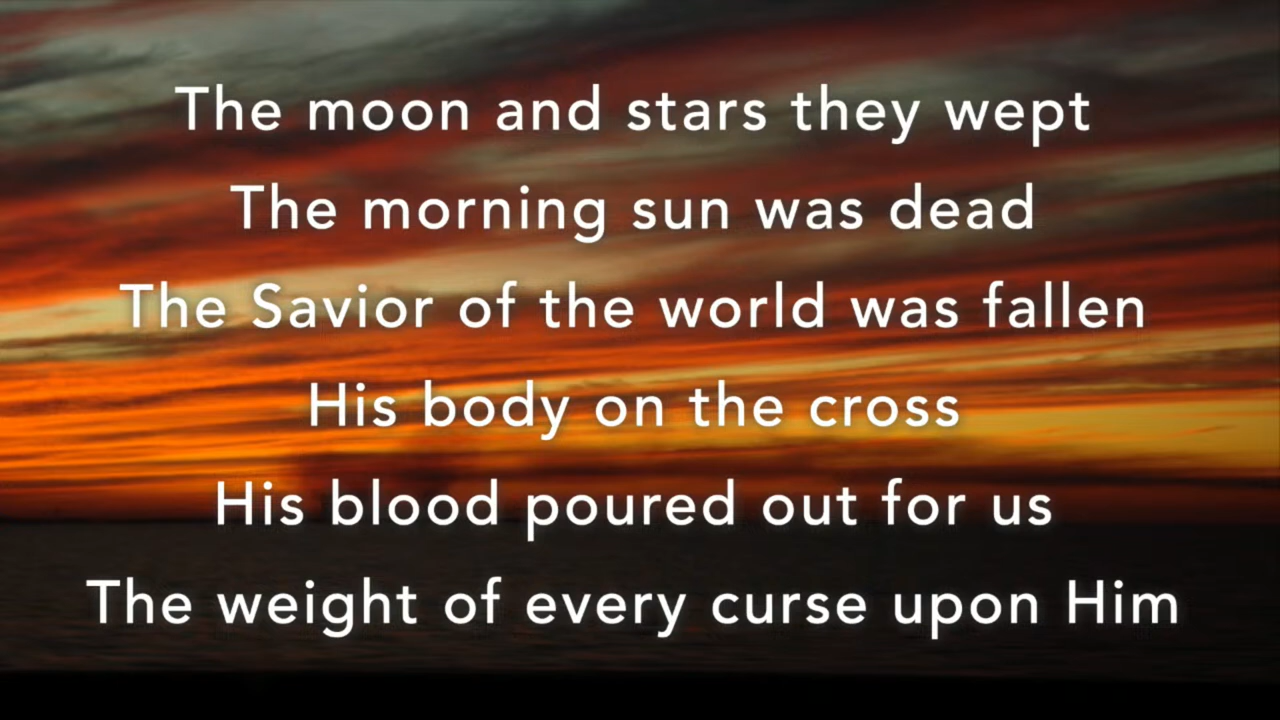 The moon and stars they wept
The morning sun was dead
The Savior of the world was fallen
His body on the cross
His blood poured out for us
The weight of every curse upon Him